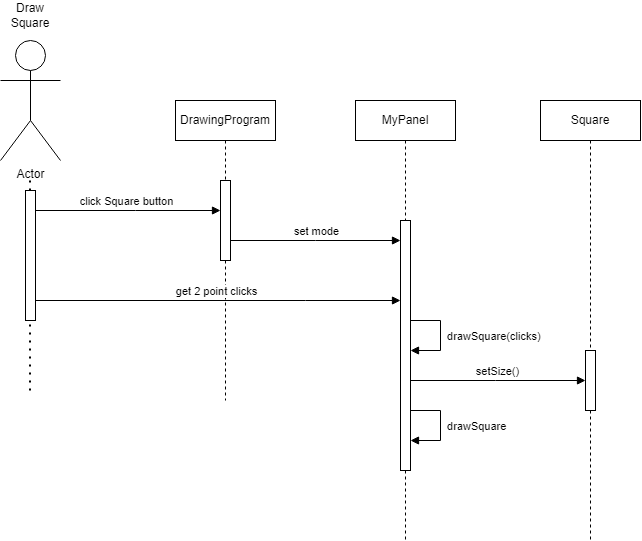 Draw
Square
DrawingProgram
MyPanel
Square
Actor
click Square button
set mode
get 2 point clicks
drawSquare(clicks)
setSize()
drawSquare